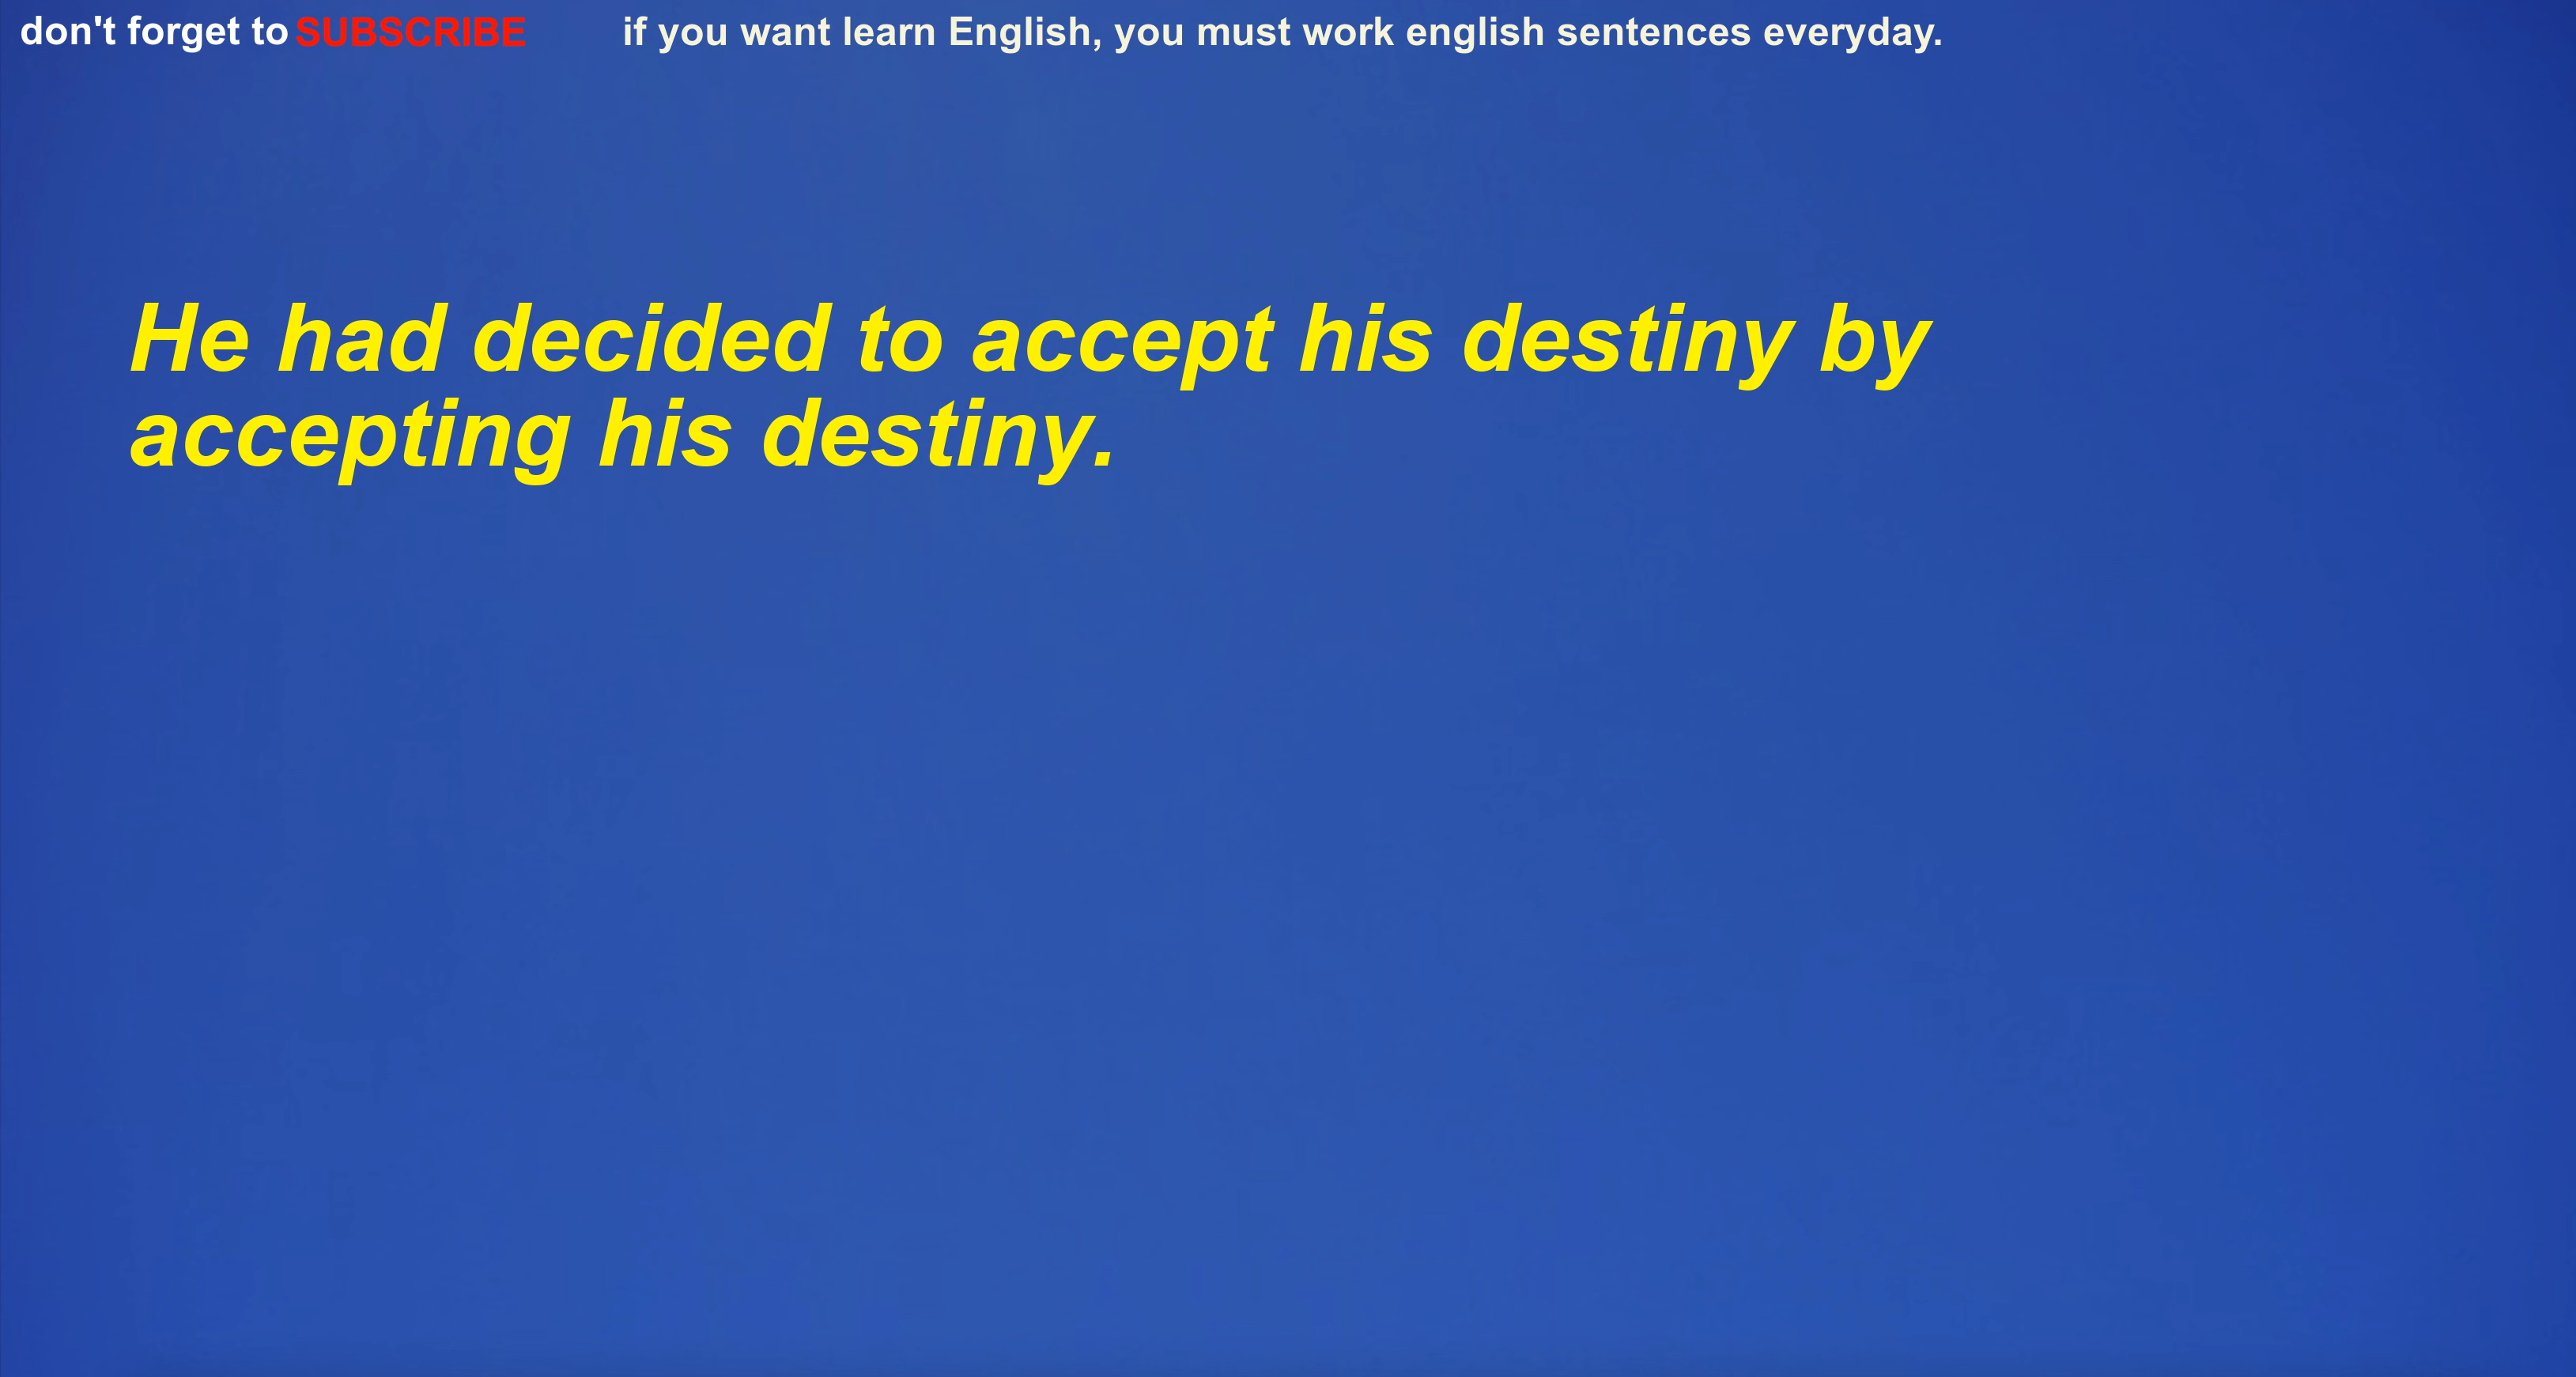 don't forget to SUBSCRIBE if you want learn English, you must work english sentences everyday.
He had decided to accept his destiny by
accepting his destiny.